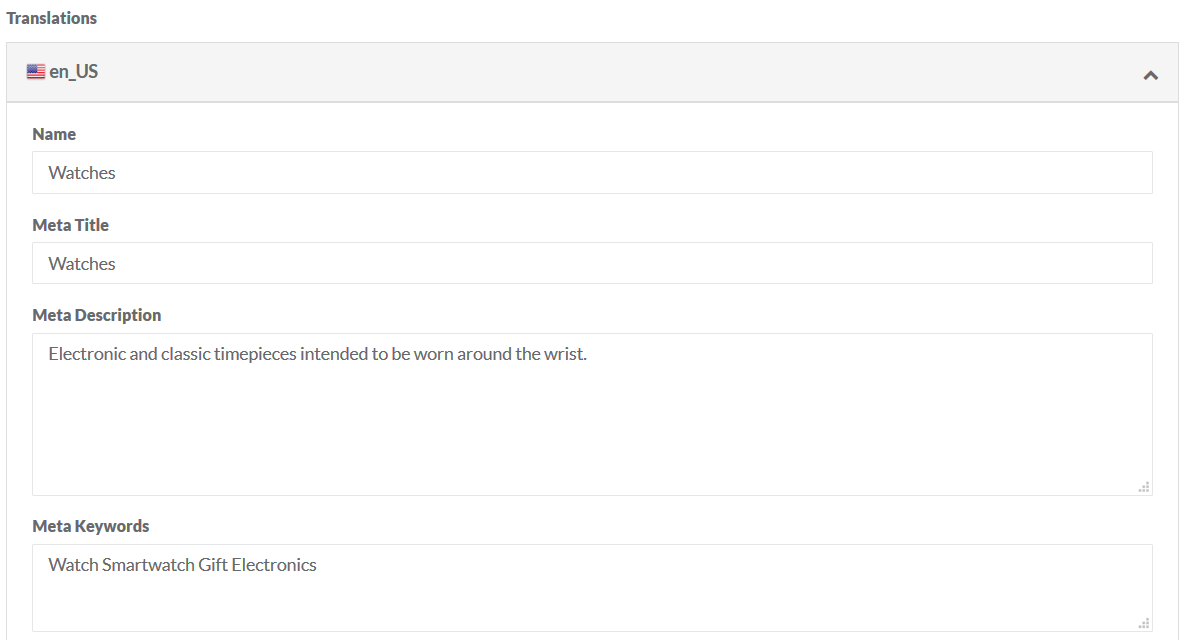 Translations
en_US
Name
Watches
Meta Title
Watches
Meta Description
Electronic and classic timepieces intended to be worn around the wrist.
Meta Keywords
Watch Smartwatch Gift Electronics